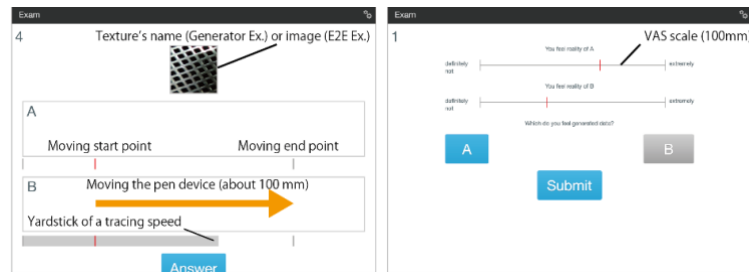 Exam
4
Texture's name (Generator Ex.) or image (E2E Ex.)
A
Moving start point
Moving end point
B
Moving the pen device (about 100 mm)
Yardstick of a tracing speed
Answer
Exam
1
VAS scale (100mm)
You feel reality of A
definitely
not
extremely
You feel reality of B
definitely
not
extremely
Which do you feel generated data?
A
B
Submit